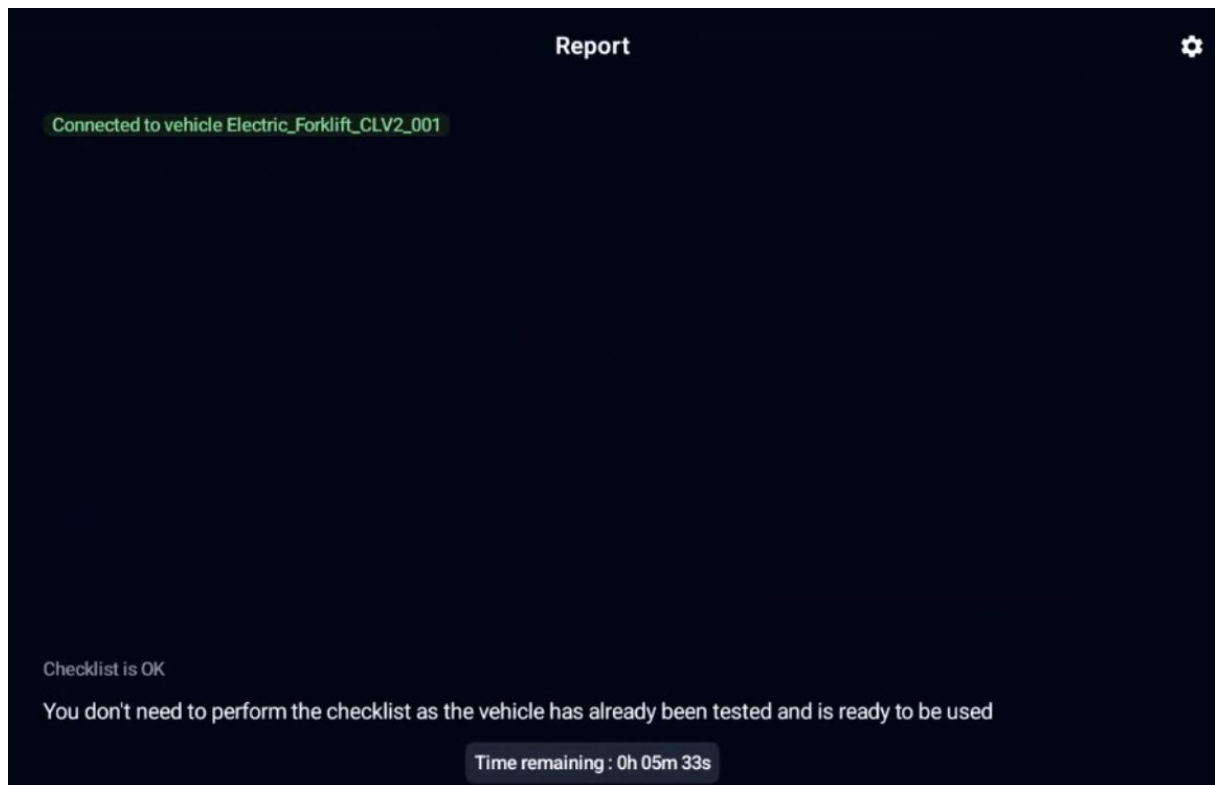 Report
Connected to vehicle Electric_Forklift_CLV2_001
Checklist is OK
You don't need to perform the checklist as the vehicle has already been tested and is ready to be used
Time remaining : 0h 05m 33s